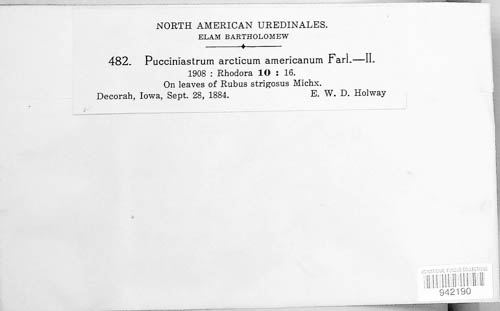 NORTH AMERICAN UREDINALES.
ELAM BARTHOLOMEW
482. Pucciniastrum arcticum americanum Farl.—II.
1908 : Rhodora 10 : 16.
On leaves of Rubus strigosus Michx.
Decorah, Iowa, Sept. 28, 1884. E. W. D. Holway
942190